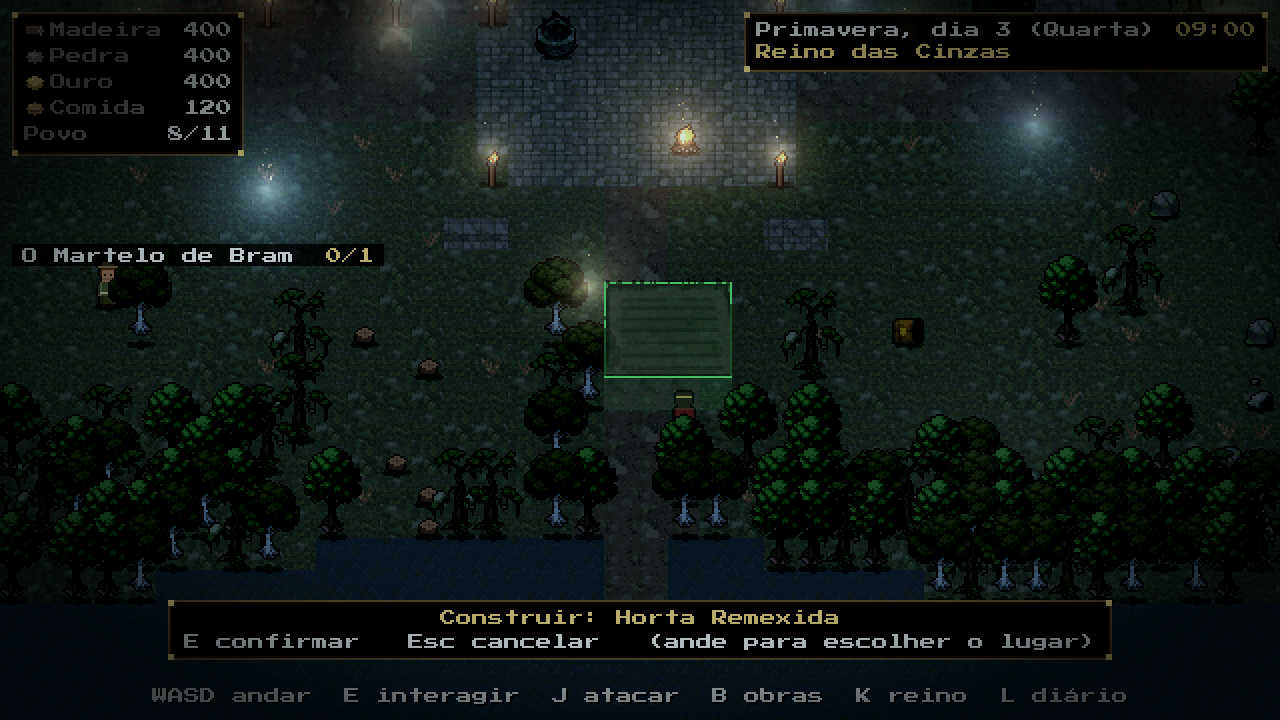 Madeira 400
Pedra 400
Ouro 400
Comida 120
Povo 8/11
Primavera, dia 3 (Quarta) 09:00
Reino das Cinzas
O Martelo de Bram 0/1
Construir: Horta Remexida
E confirmar Esc cancelar (ande para escolher o lugar)
WASD andar E interagir J atacar B obras K reino L diário